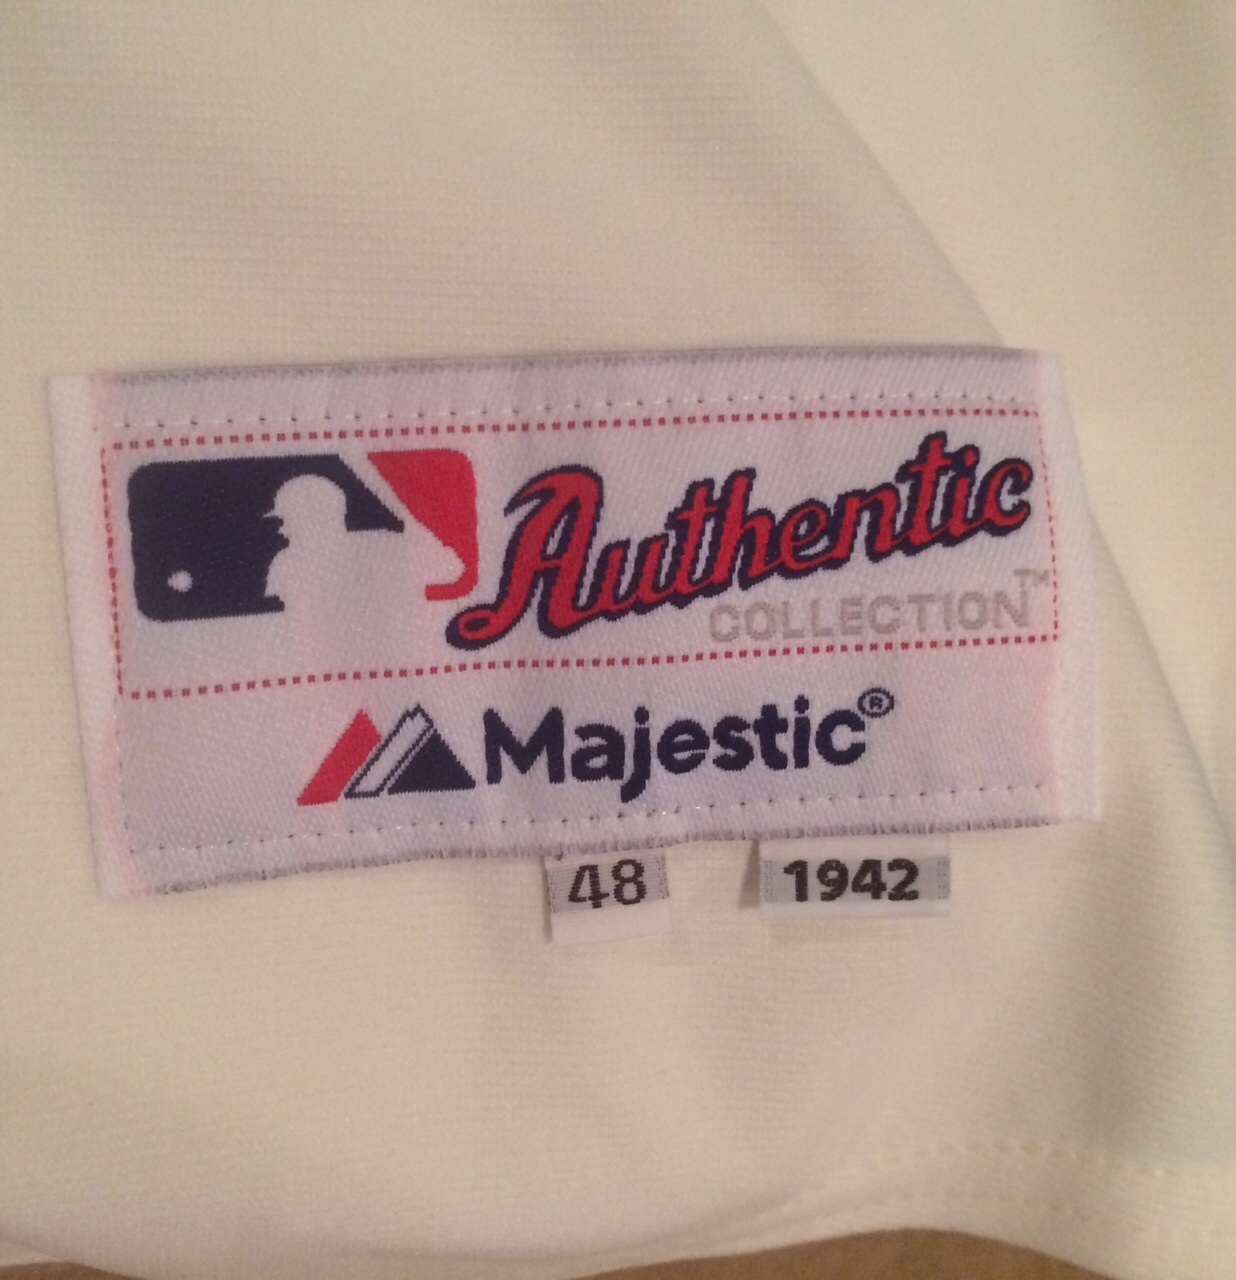 Authentic
COLLECTION™
Majestic®
48
1942